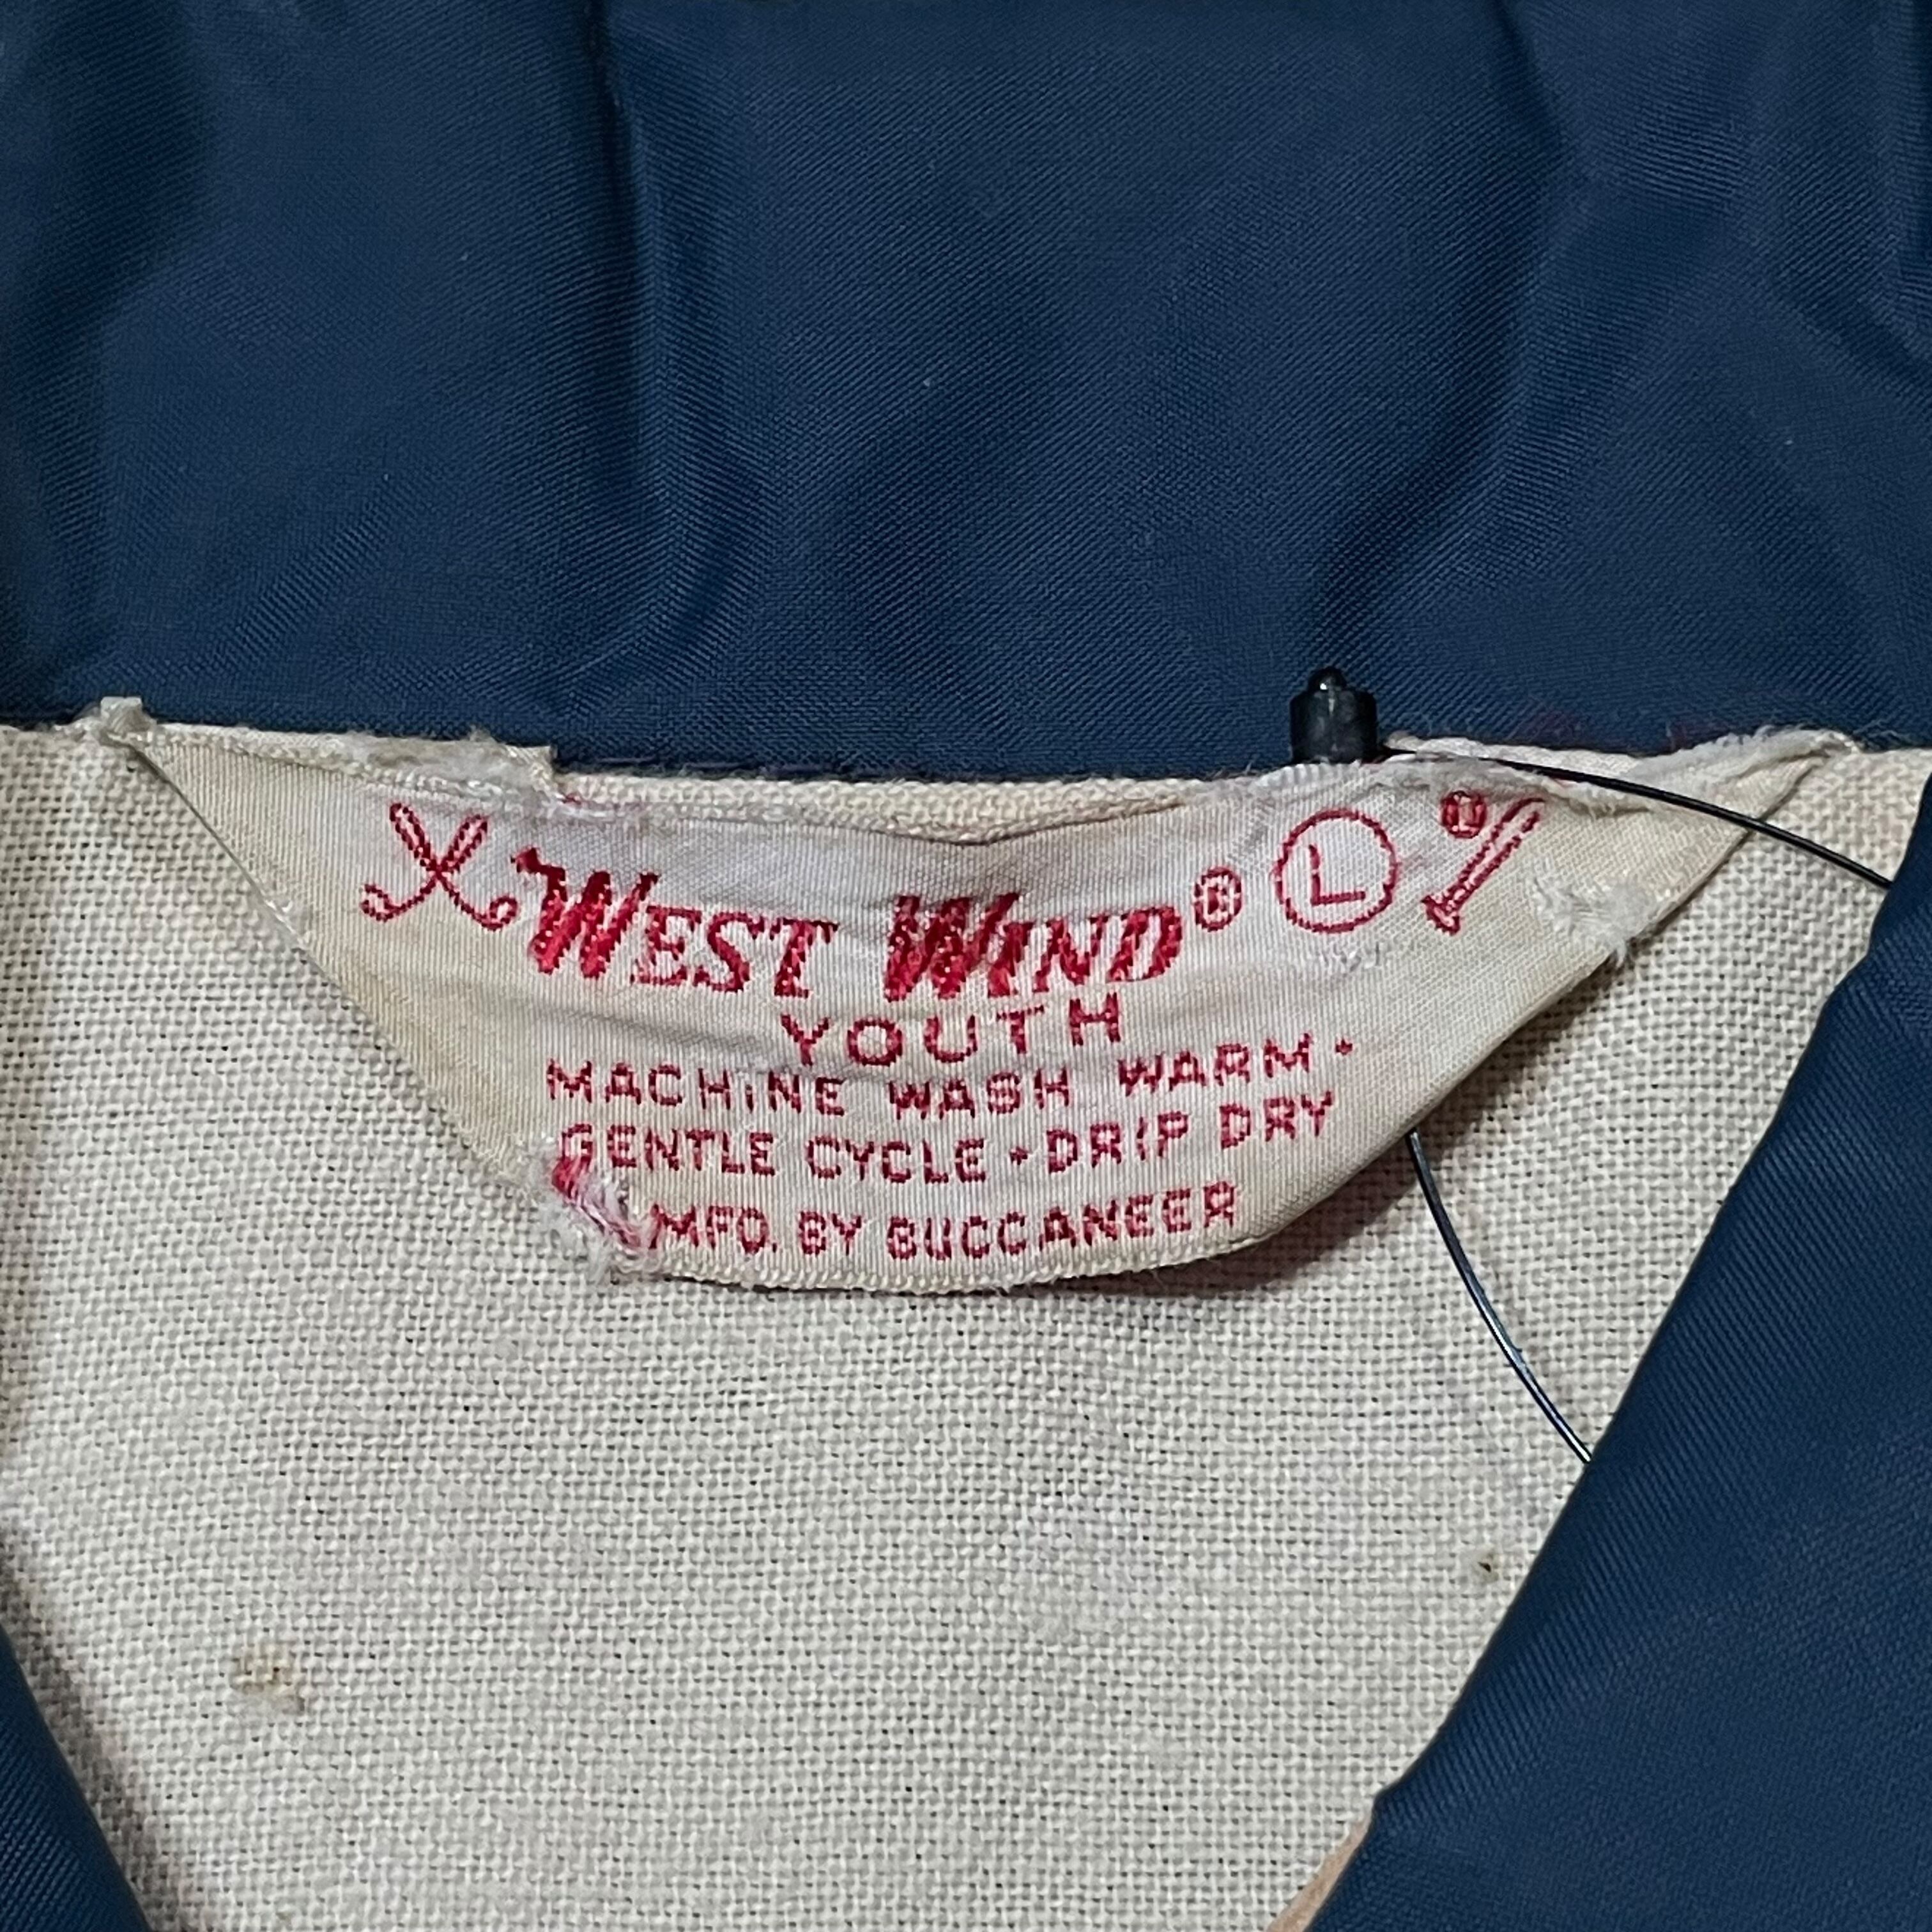 WEST WIND® L
YOUTH
MACHINE WASH WARM·
GENTLE CYCLE·DRIP DRY
MFD. BY BUCCANEER